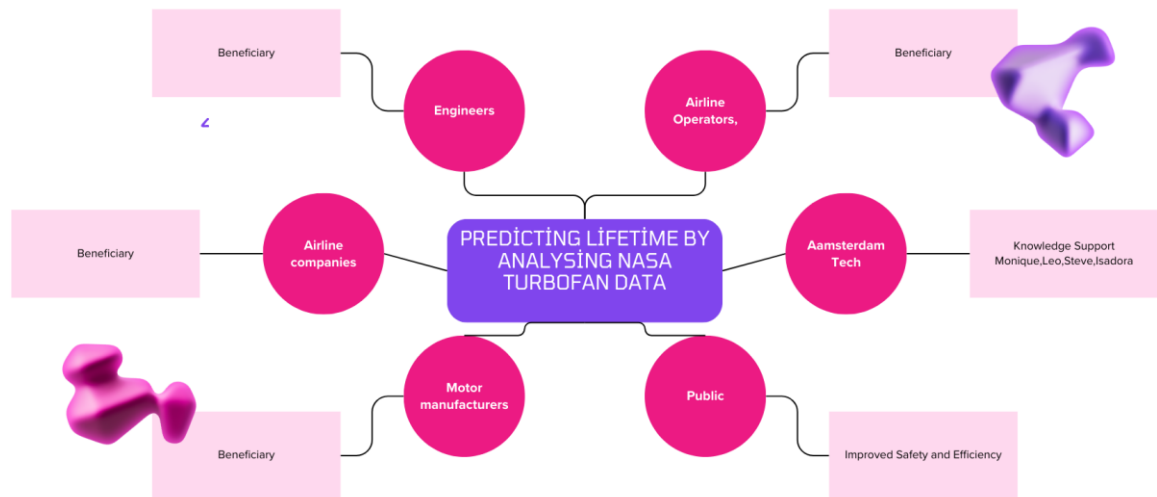 Beneficiary
Engineers
Airline
Operators,
Beneficiary
Beneficiary
Airline
companies
PREDİCTİNG LİFETİME BY
ANALYSİNG NASA
TURBOFAN DATA
Aamsterdam
Tech
Knowledge Support
Monique,Leo,Steve,Isadora
Beneficiary
Motor
manufacturers
Public
Improved Safety and Efficiency